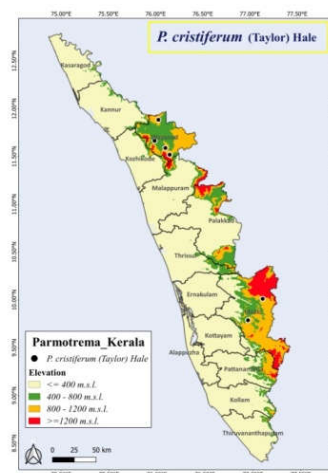 75.00°E 75.50°E 76.00°E 76.50°E 77.00°E 77.50°E
P. cristiferum (Taylor) Hale
12.50°N
12.00°N
11.50°N
11.00°N
10.50°N
10.00°N
9.50°N
9.00°N
8.50°N
Kasaragod
Kannur
Kozhikode
Malappuram
Palakkad
Thrissur
Ernakulam
Kottayam
Alappuzha
Kollam
Thiruvananthapuram
Parmotrema_Kerala
P. cristiferum (Taylor) Hale
Elevation
<= 400 m.s.l.
400 - 800 m.s.l.
800 - 1200 m.s.l.
>=1200 m.s.l.
0 25 50 km